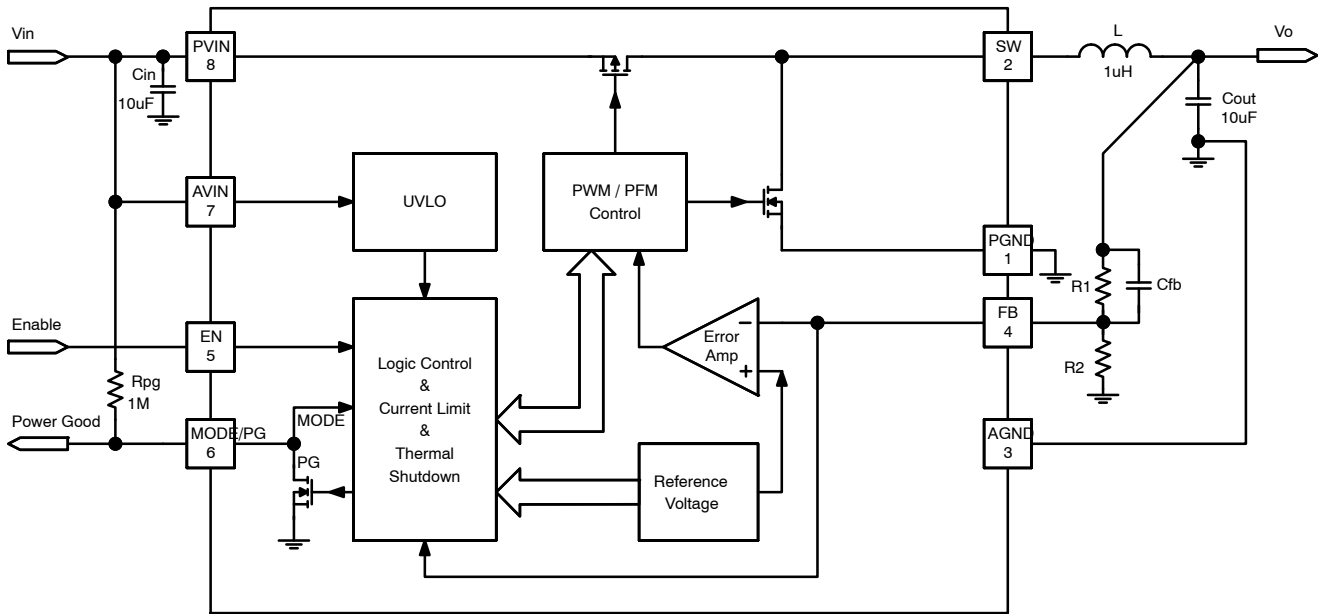 Vin
PVIN
8
Cin
10uF
SW
2
L
1uH
Vo
Cout
10uF
AVIN
7
UVLO
PWM / PFM
Control
PGND
1
R1
Cfb
Enable
EN
5
FB
4
Error
Amp
−
+
R2
Rpg
1M
Logic Control
&
Current Limit
&
Thermal
Shutdown
Power Good
MODE/PG
6
MODE
PG
Reference
Voltage
AGND
3